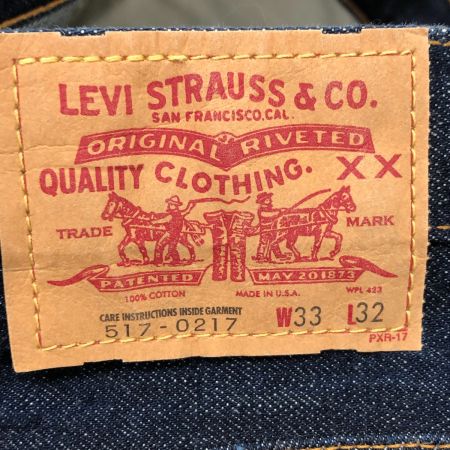 LEVI STRAUSS & CO.
SAN FRANCISCO,CAL.
ORIGINAL RIVETED
QUALITY CLOTHING. XX
TRADE MARK
PATENTED MAY 20 1873
100% COTTON MADE IN U.S.A. WPL 423
CARE INSTRUCTIONS INSIDE GARMENT
517-0217 W33 L32
PXR-17